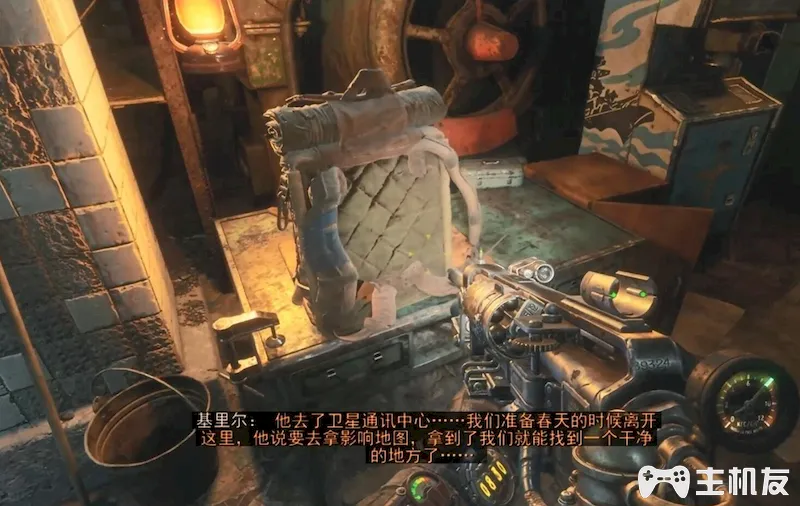 基里尔： 他去了卫星通讯中心……我们准备春天的时候离开
这里，他说要去拿影响地图，拿到了我们就能找到一个干净
的地方了……
08 30
主机友